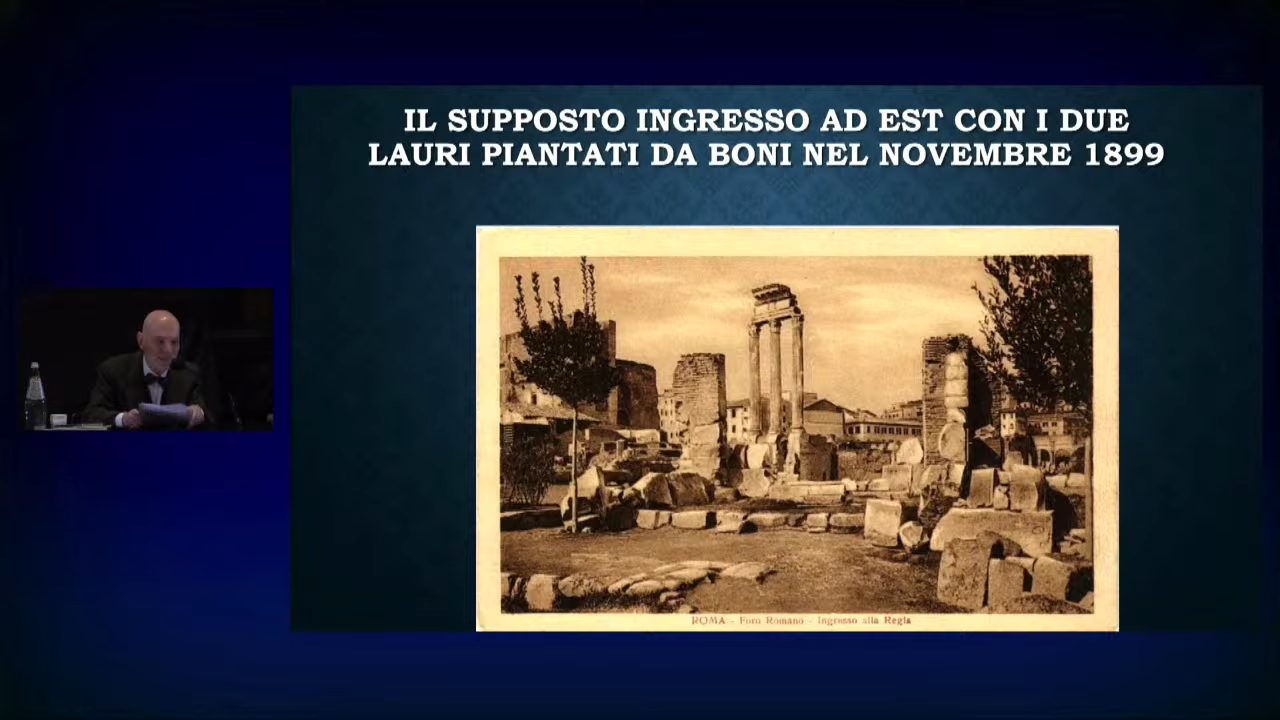 IL SUPPOSTO INGRESSO AD EST CON I DUE
LAURI PIANTATI DA BONI NEL NOVEMBRE 1899
ROMA - Foro Romano - Ingresso alla Regia